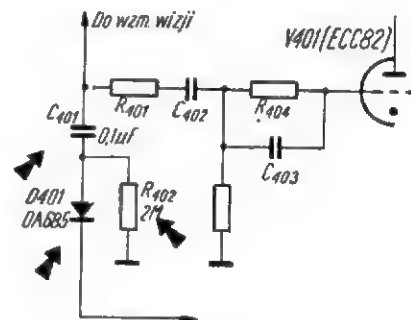 Do wzm. wizji
V401(ECC82)
R401
C402
R404
C401
0,1uF
C403
D401
OA685
R402
2M